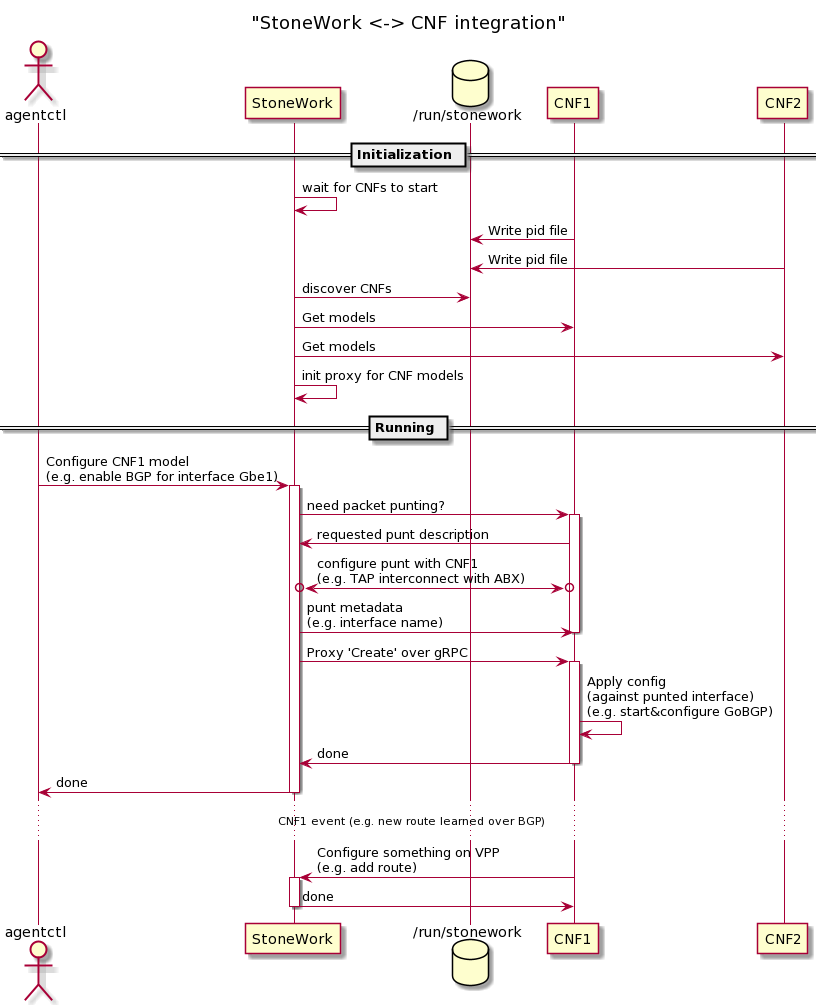 "StoneWork <-> CNF integration"
agentctl
StoneWork
/run/stonework
CNF1
CNF2
Initialization
wait for CNFs to start
Write pid file
Write pid file
discover CNFs
Get models
Get models
init proxy for CNF models
Running
Configure CNF1 model
(e.g. enable BGP for interface Gbe1)
need packet punting?
requested punt description
configure punt with CNF1
(e.g. TAP interconnect with ABX)
punt metadata
(e.g. interface name)
Proxy 'Create' over gRPC
Apply config
(against punted interface)
(e.g. start&configure GoBGP)
done
done
CNF1 event (e.g. new route learned over BGP)
Configure something on VPP
(e.g. add route)
done
agentctl
StoneWork
/run/stonework
CNF1
CNF2